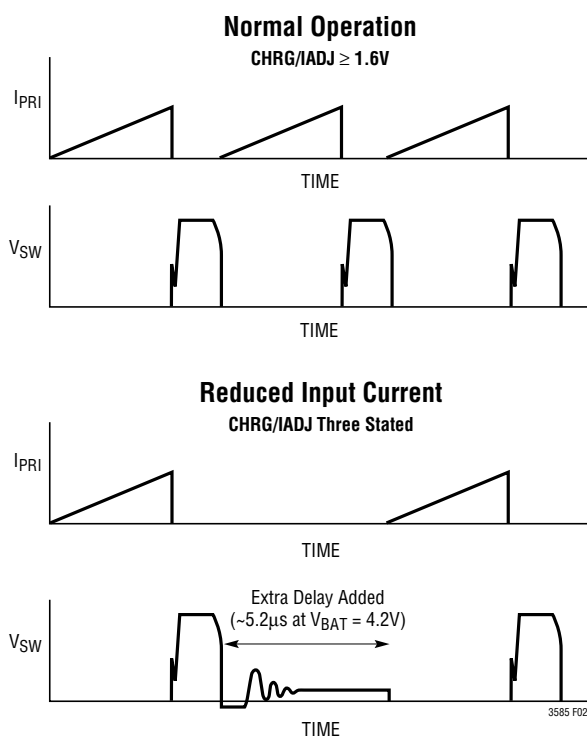 Normal Operation
CHRG/IADJ ≥ 1.6V
IPRI
TIME
VSW
TIME
Reduced Input Current
CHRG/IADJ Three Stated
IPRI
TIME
Extra Delay Added
(~5.2µs at VBAT = 4.2V)
VSW
3585 F02
TIME